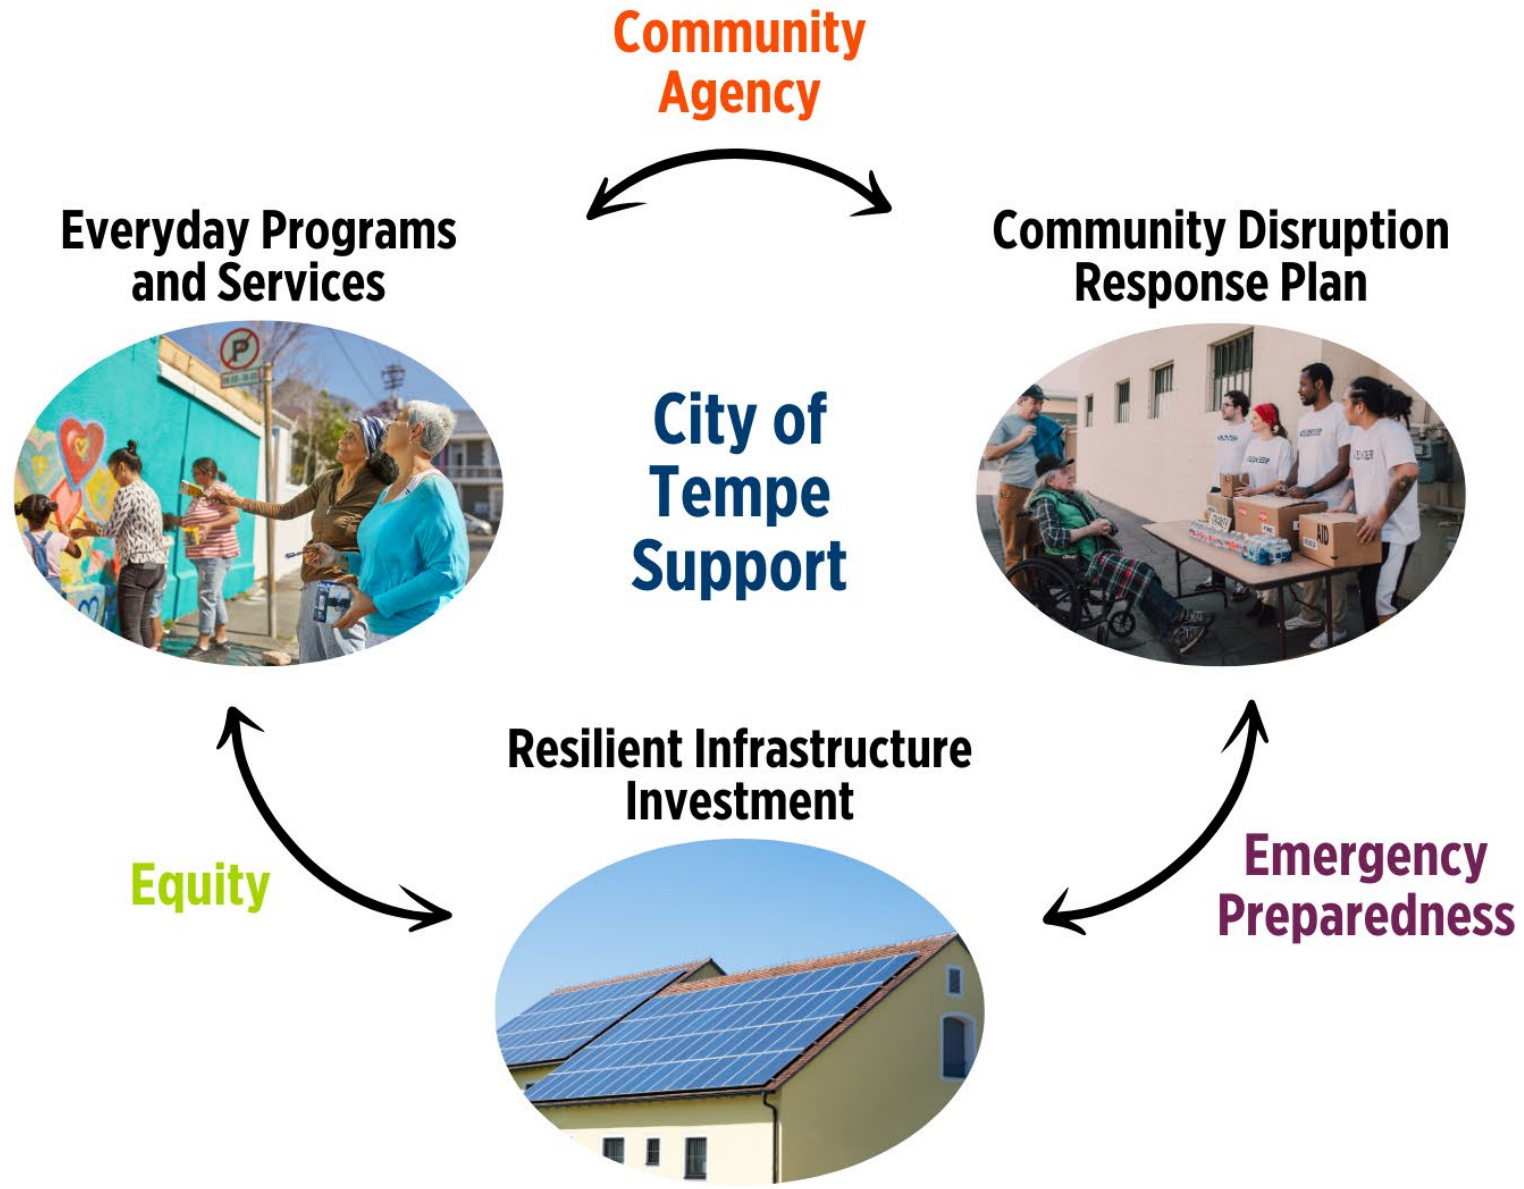 Community
Agency
Everyday Programs
and Services
Community Disruption
Response Plan
P
City of
Tempe
Support
AID
Resilient Infrastructure
Investment
Equity
Emergency
Preparedness